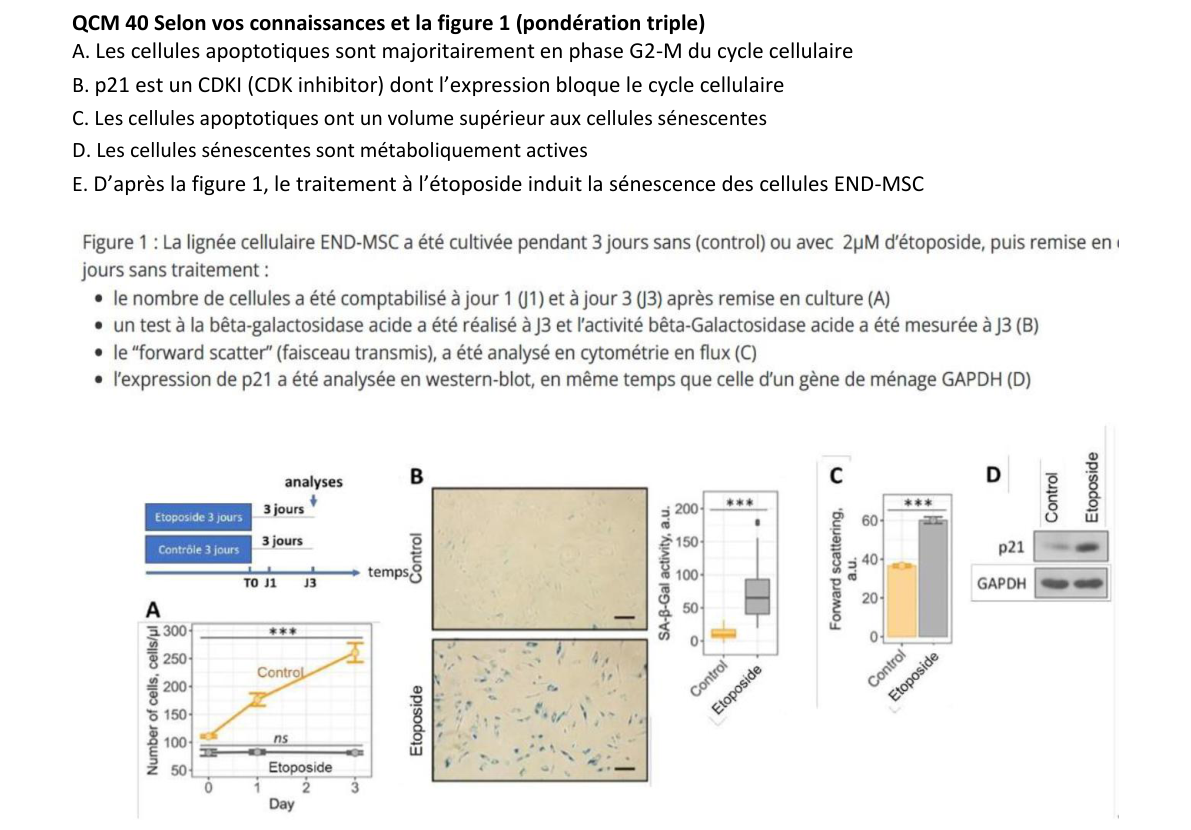 QCM 40 Selon vos connaissances et la figure 1 (pondération triple)
A. Les cellules apoptotiques sont majoritairement en phase G2-M du cycle cellulaire
B. p21 est un CDKI (CDK inhibitor) dont l’expression bloque le cycle cellulaire
C. Les cellules apoptotiques ont un volume supérieur aux cellules sénescentes
D. Les cellules sénescentes sont métaboliquement actives
E. D’après la figure 1, le traitement à l’étoposide induit la sénescence des cellules END-MSC
Figure 1 : La lignée cellulaire END-MSC a été cultivée pendant 3 jours sans (control) ou avec 2µM d’étoposide, puis remise en
jours sans traitement :
• le nombre de cellules a été comptabilisé à jour 1 (J1) et à jour 3 (J3) après remise en culture (A)
• un test à la bêta-galactosidase acide a été réalisé à J3 et l’activité bêta-Galactosidase acide a été mesurée à J3 (B)
• le “forward scatter” (faisceau transmis), a été analysé en cytométrie en flux (C)
• l’expression de p21 a été analysée en western-blot, en même temps que celle d’un gène de ménage GAPDH (D)
analyses
Etoposide 3 jours
3 jours
Contrôle 3 jours
3 jours
temps
T0 J1 J3
A
Number of cells, cells/µl
300
250
200
150
100
50
***
Control
ns
Etoposide
0 1 2 3
Day
B
Control
Etoposide
SA-β-Gal activity, a.u.
200
150
100
50
0
***
Control
Etoposide
C
Forward scattering,
a.u.
60
40
20
0
***
Control
Etoposide
D
Control
Etoposide
p21
GAPDH